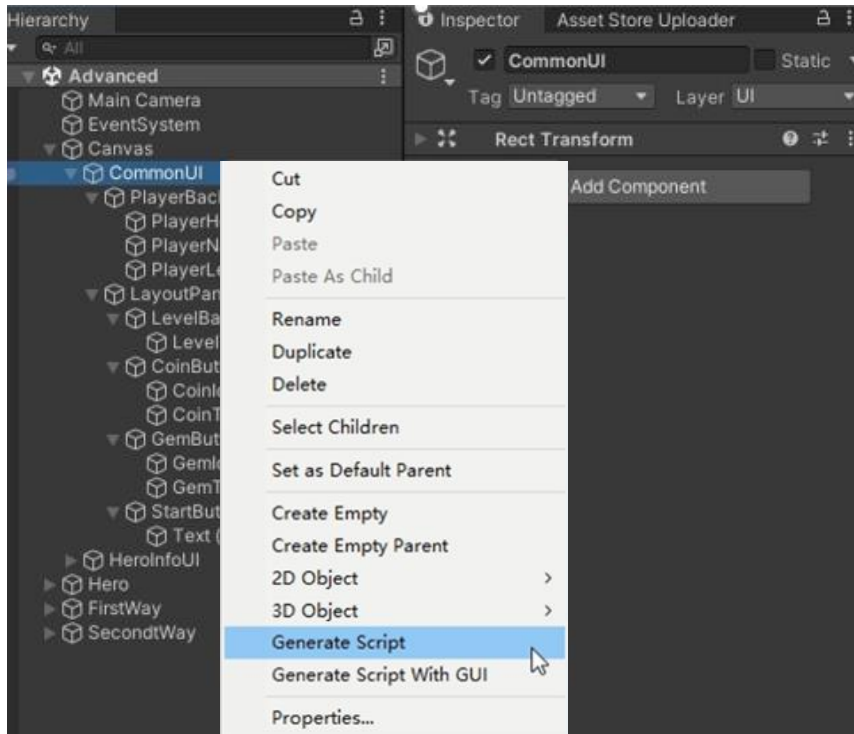 Hierarchy
All
Advanced
Main Camera
EventSystem
Canvas
CommonUI
PlayerBac
PlayerH
PlayerN
PlayerL
LayoutPan
LevelBa
Level
CoinBut
CoinI
CoinT
GemBut
GemI
GemT
StartBut
Text (
HeroInfoUI
Hero
FirstWay
SecondtWay
Cut
Copy
Paste
Paste As Child
Rename
Duplicate
Delete
Select Children
Set as Default Parent
Create Empty
Create Empty Parent
2D Object
3D Object
Generate Script
Generate Script With GUI
Properties...
Inspector Asset Store Uploader
CommonUI Static
Tag Untagged Layer UI
Rect Transform
Add Component